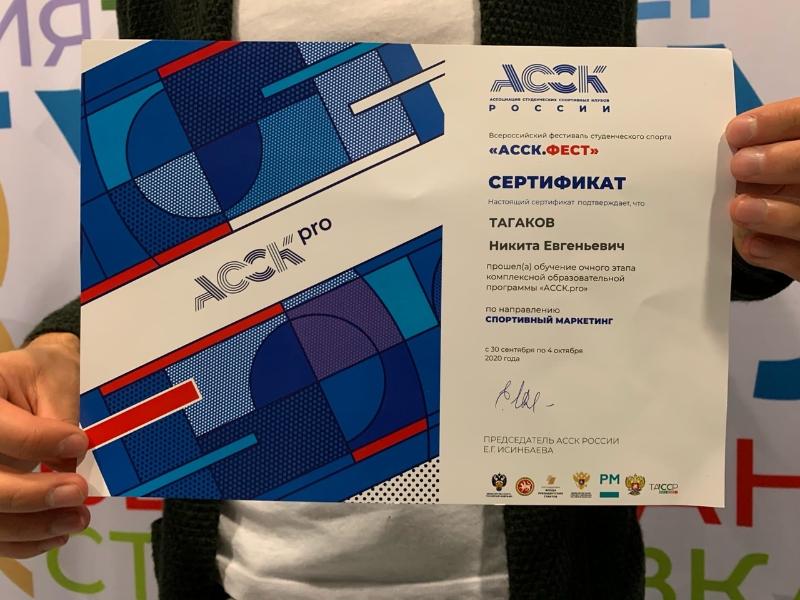 АССК pro
АССК
АССОЦИАЦИЯ СТУДЕНЧЕСКИХ СПОРТИВНЫХ КЛУБОВ
РОССИИ
Всероссийский фестиваль студенческого спорта
«АССК.ФЕСТ»
СЕРТИФИКАТ
Настоящий сертификат подтверждает, что
ТАГАКОВ
Никита Евгеньевич
прошел(а) обучение очного этапа
комплексной образовательной
программы «АССК.pro»
по направлению
СПОРТИВНЫЙ МАРКЕТИНГ
с 30 сентября по 4 октября
2020 года
ПРЕДСЕДАТЕЛЬ АССК РОССИИ
Е.Г. ИСИНБАЕВА
РМ